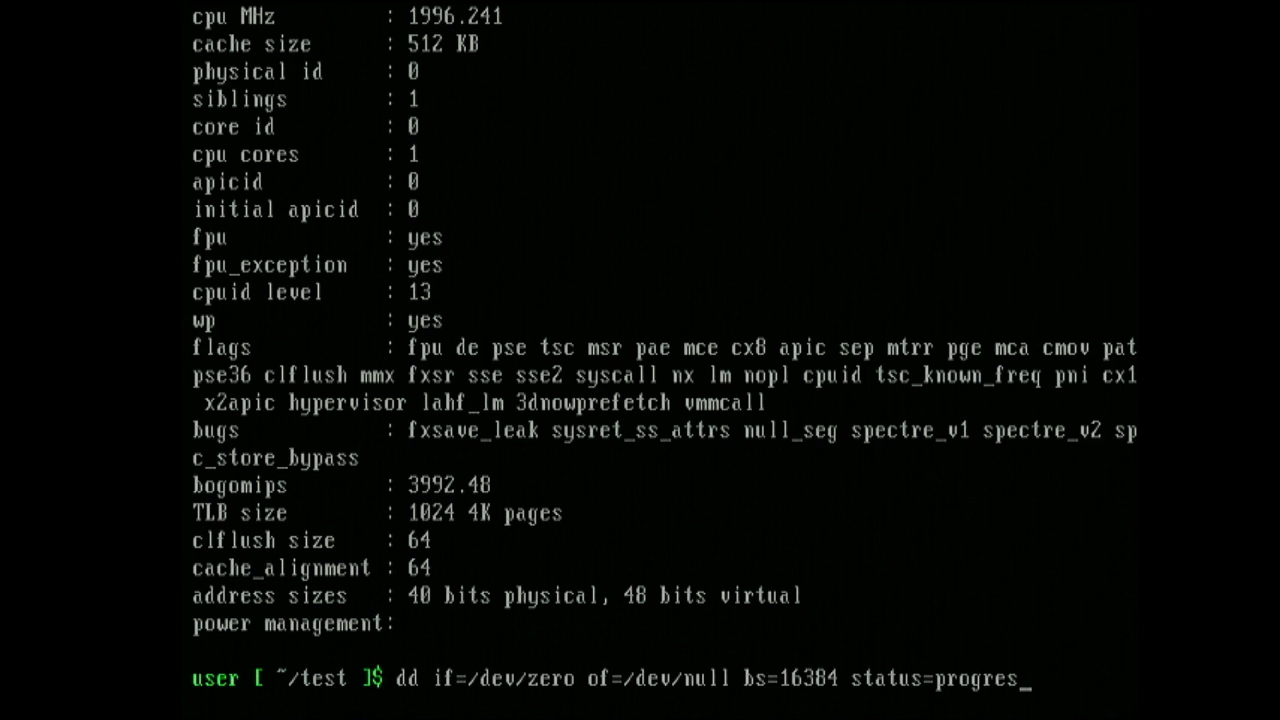 cpu MHz : 1996.241
cache size : 512 KB
physical id : 0
siblings : 1
core id : 0
cpu cores : 1
apicid : 0
initial apicid : 0
fpu : yes
fpu_exception : yes
cpuid level : 13
wp : yes
flags : fpu de pse tsc msr pae mce cx8 apic sep mtrr pge mca cmov pat
pse36 clflush mmx fxsr sse sse2 syscall nx lm nopl cpuid tsc_known_freq pni cx1
x2apic hypervisor lahf_lm 3dnowprefetch vmmcall
bugs : fxsave_leak sysret_ss_attrs null_seg spectre_v1 spectre_v2 sp
c_store_bypass
bogomips : 3992.48
TLB size : 1024 4K pages
clflush size : 64
cache_alignment : 64
address sizes : 40 bits physical, 48 bits virtual
power management:
user [ ~/test ]$ dd if=/dev/zero of=/dev/null bs=16384 status=progres_